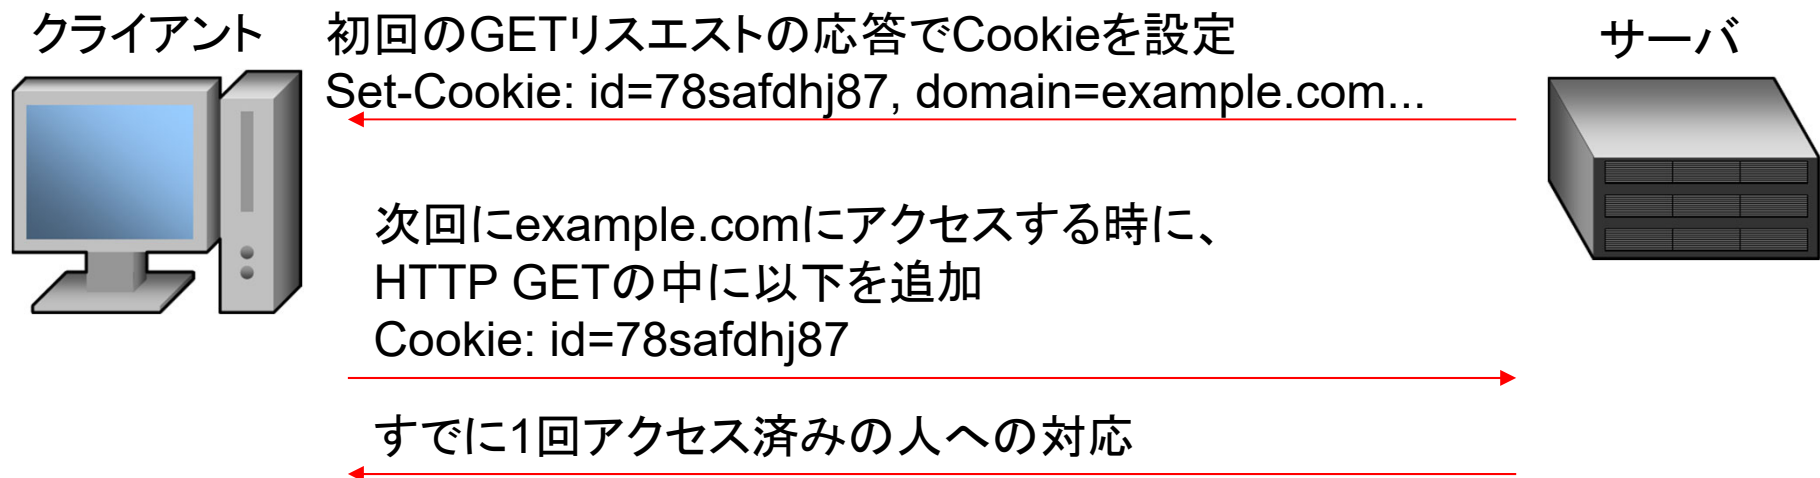 クライアント
初回のGETリスエストの応答でCookieを設定
サーバ
Set-Cookie: id=78safdhj87, domain=example.com...
次回にexample.comにアクセスする時に、
HTTP GETの中に以下を追加
Cookie: id=78safdhj87
すでに1回アクセス済みの人への対応